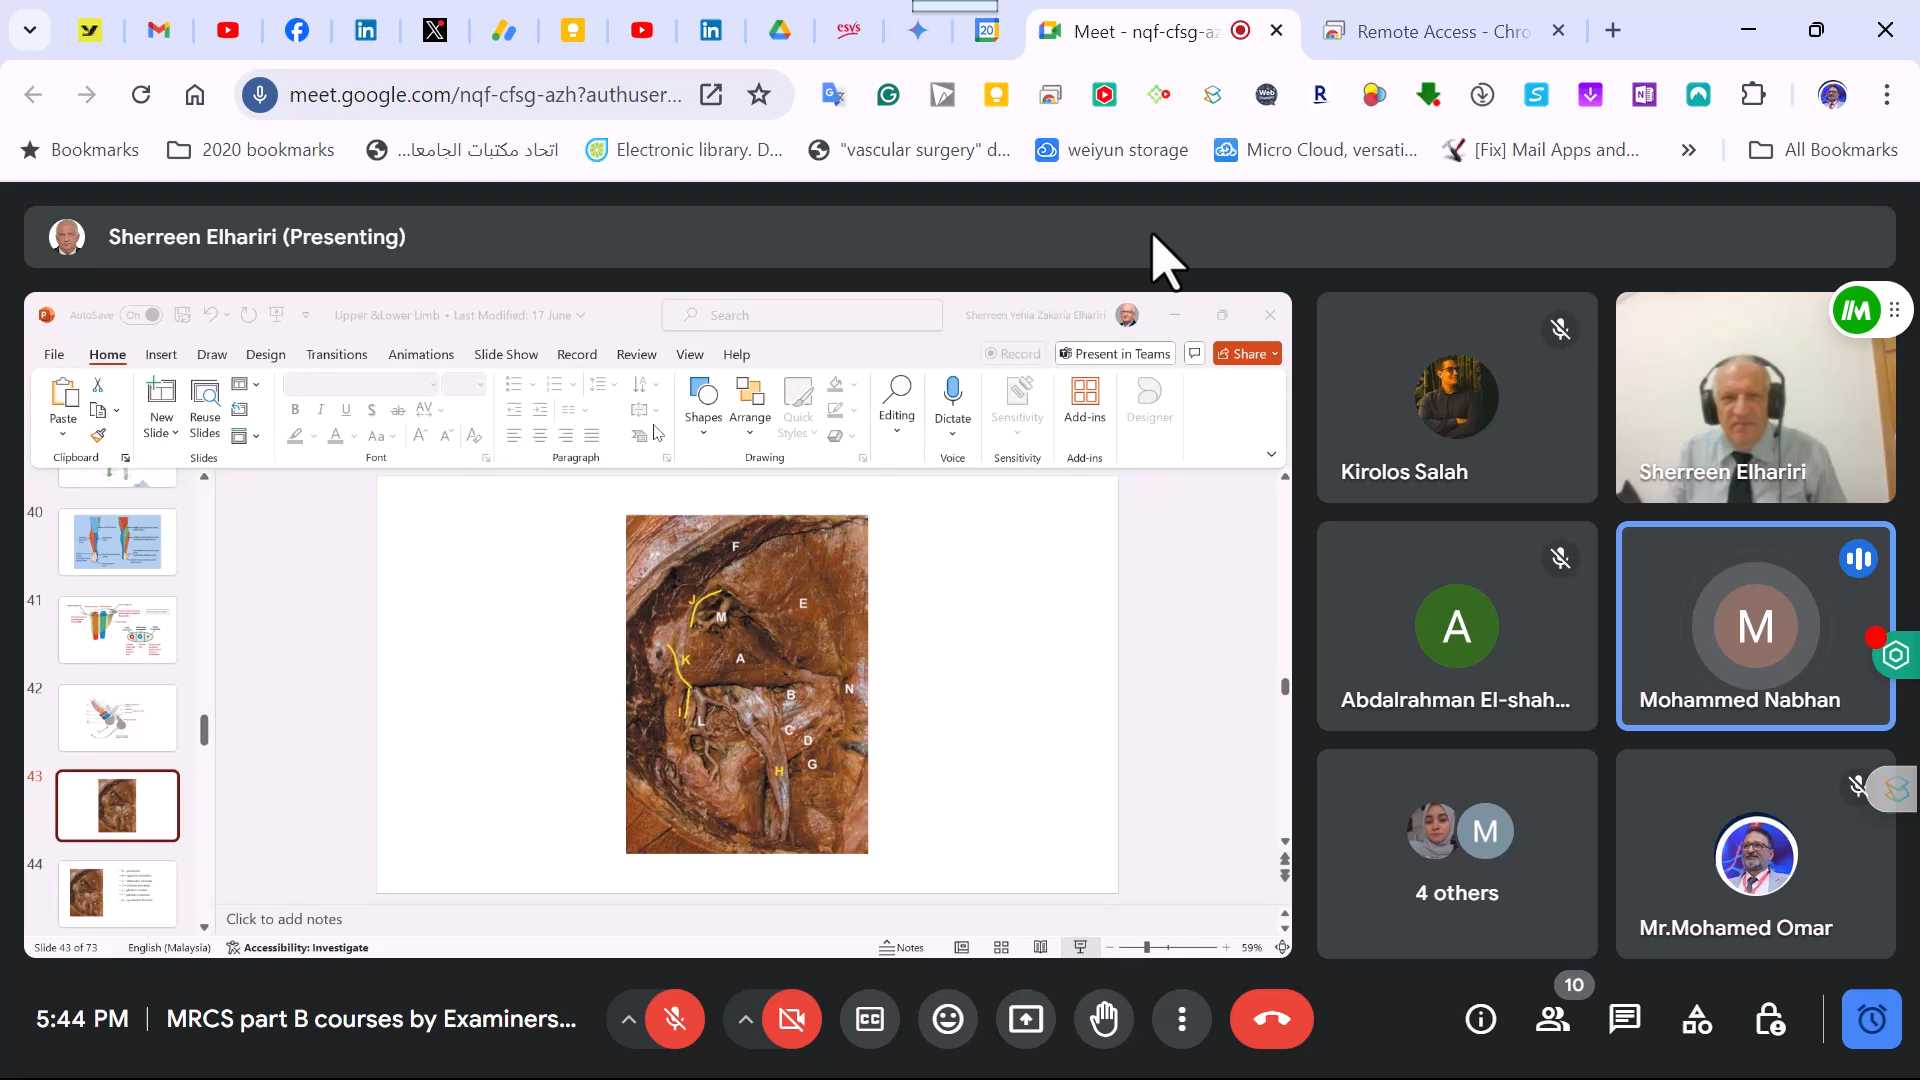 esvs
20
Meet - nqf-cfsg-az
Remote Access - Chro
meet.google.com/nqf-cfsg-azh?authuser...
Bookmarks
2020 bookmarks
اتحاد مكتبات الجامعا...
Electronic library. D...
"vascular surgery" d...
weiyun storage
Micro Cloud, versati...
[Fix] Mail Apps and...
»
All Bookmarks
Sherreen Elhariri (Presenting)
AutoSave On
Upper &Lower Limb • Last Modified: 17 June
Search
Sherreen Yehia Zakaria Elhariri
File Home Insert Draw Design Transitions Animations Slide Show Record Review View Help
Record
Present in Teams
Share
Paste
New Slide
Reuse Slides
Shapes
Arrange
Quick Styles
Editing
Dictate
Sensitivity
Add-ins
Designer
Clipboard
Slides
Font
Paragraph
Drawing
Voice
Sensitivity
Add-ins
40
41
42
43
44
F
J
M
E
K
A
B
N
I
L
C
D
G
H
Click to add notes
Slide 43 of 73
English (Malaysia)
Accessibility: Investigate
Notes
59%
Kirolos Salah
Sherreen Elhariri
A
Abdalrahman El-shah...
M
Mohammed Nabhan
M
4 others
Mr.Mohamed Omar
5:44 PM
MRCS part B courses by Examiners...
10